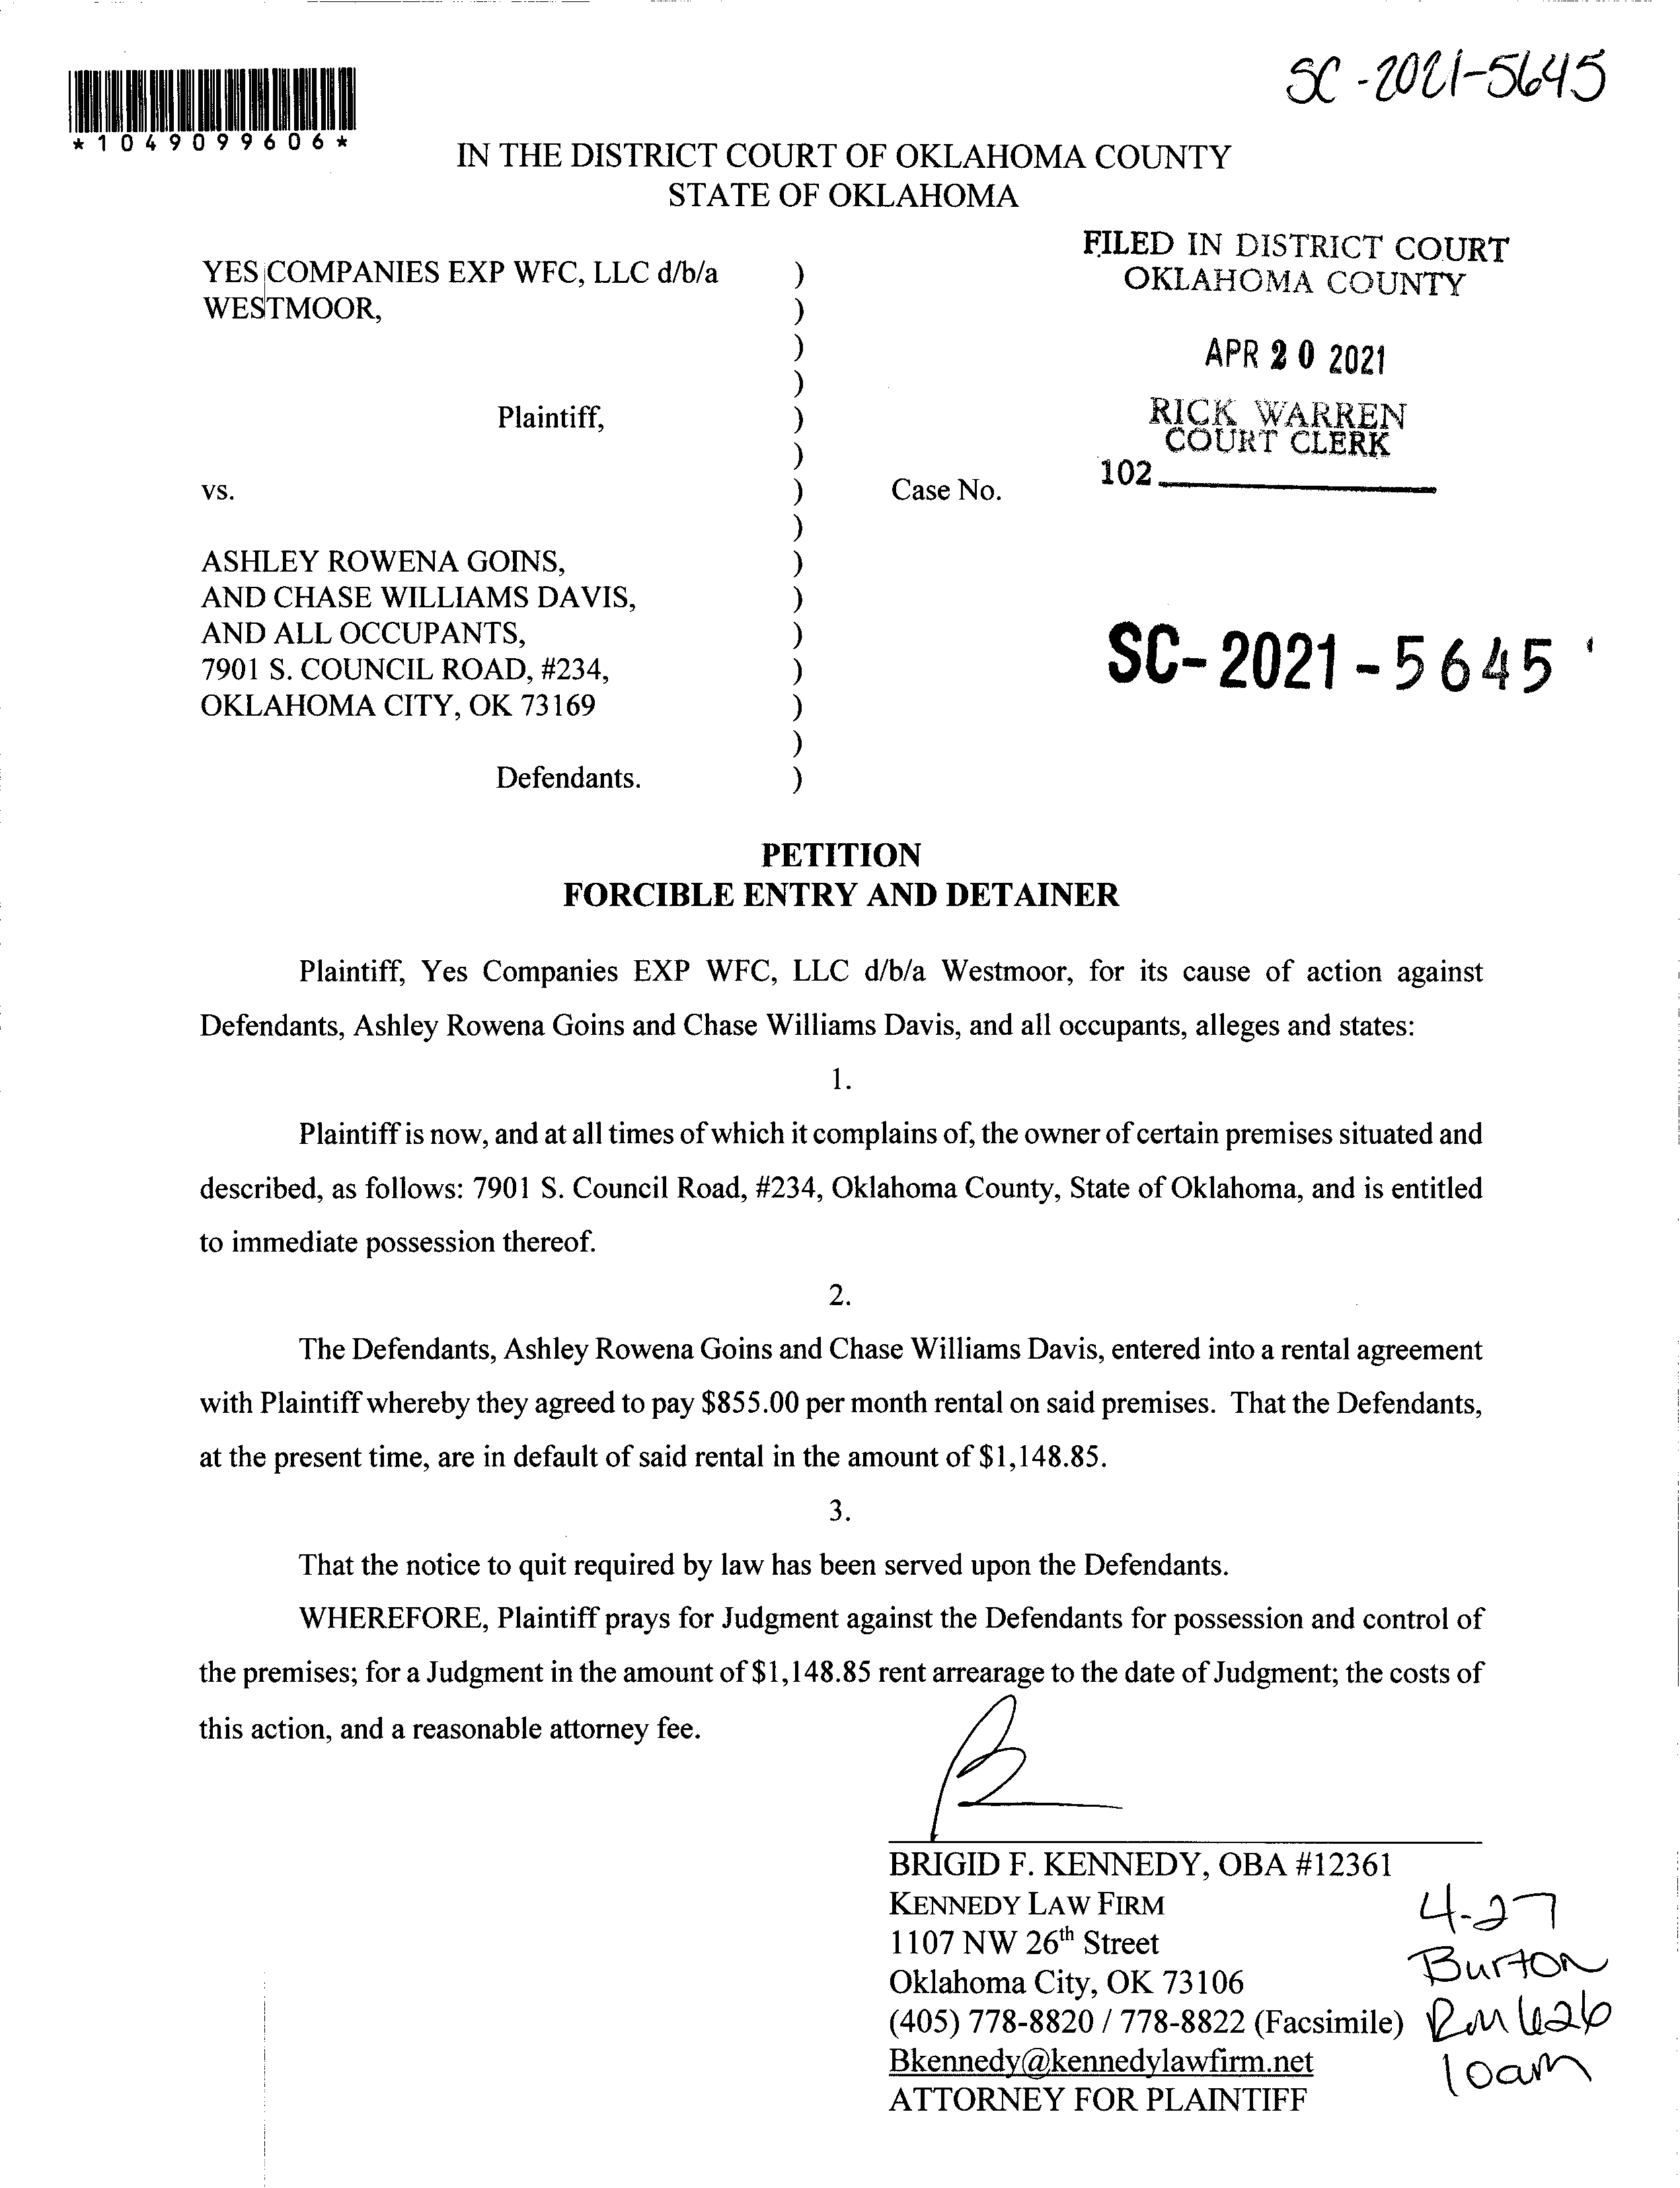 SC-2021-5645
*1049099606*
IN THE DISTRICT COURT OF OKLAHOMA COUNTY
STATE OF OKLAHOMA
FILED IN DISTRICT COURT
OKLAHOMA COUNTY
APR 20 2021
RICK WARREN
COURT CLERK
102
YES COMPANIES EXP WFC, LLC d/b/a )
WESTMOOR, )
)
)
Plaintiff, )
)
vs. ) Case No.
)
ASHLEY ROWENA GOINS, )
AND CHASE WILLIAMS DAVIS, )
AND ALL OCCUPANTS, )
7901 S. COUNCIL ROAD, #234, )
OKLAHOMA CITY, OK 73169 )
)
Defendants. )
SC-2021-5645
PETITION
FORCIBLE ENTRY AND DETAINER
Plaintiff, Yes Companies EXP WFC, LLC d/b/a Westmoor, for its cause of action against
Defendants, Ashley Rowena Goins and Chase Williams Davis, and all occupants, alleges and states:
1.
Plaintiff is now, and at all times of which it complains of, the owner of certain premises situated and
described, as follows: 7901 S. Council Road, #234, Oklahoma County, State of Oklahoma, and is entitled
to immediate possession thereof.
2.
The Defendants, Ashley Rowena Goins and Chase Williams Davis, entered into a rental agreement
with Plaintiff whereby they agreed to pay $855.00 per month rental on said premises. That the Defendants,
at the present time, are in default of said rental in the amount of $1,148.85.
3.
That the notice to quit required by law has been served upon the Defendants.
WHEREFORE, Plaintiff prays for Judgment against the Defendants for possession and control of
the premises; for a Judgment in the amount of $1,148.85 rent arrearage to the date of Judgment; the costs of
this action, and a reasonable attorney fee.
BRIGID F. KENNEDY, OBA #12361
KENNEDY LAW FIRM
1107 NW 26th Street
Oklahoma City, OK 73106
(405) 778-8820 / 778-8822 (Facsimile)
Bkennedy@kennedylawfirm.net
ATTORNEY FOR PLAINTIFF
4-27
Burton
RM 626
10am